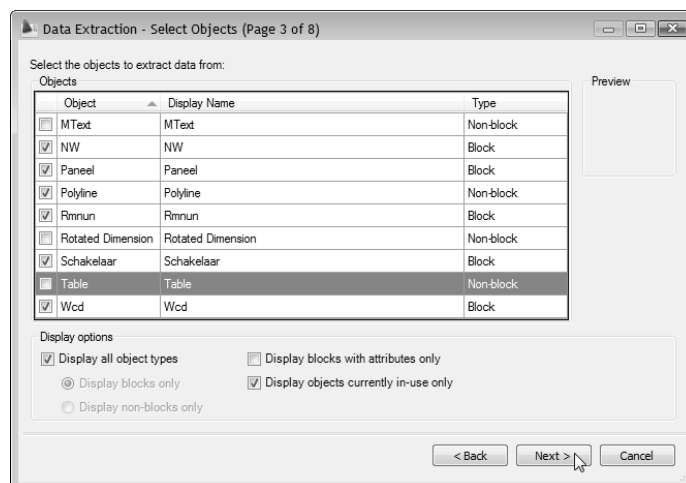 Data Extraction - Select Objects (Page 3 of 8)
Select the objects to extract data from:
Objects
Preview
Object Display Name Type
MText MText Non-block
NW NW Block
Paneel Paneel Block
Polyline Polyline Non-block
Rmnun Rmnun Block
Rotated Dimension Rotated Dimension Non-block
Schakelaar Schakelaar Block
Table Table Non-block
Wcd Wcd Block
Display options
Display all object types
Display blocks with attributes only
Display blocks only
Display objects currently in-use only
Display non-blocks only
< Back Next > Cancel